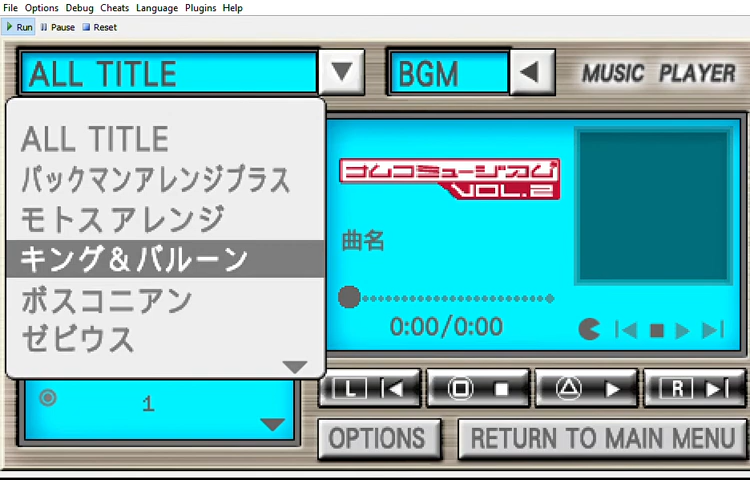 File Options Debug Cheats Language Plugins Help
Run Pause Reset
ALL TITLE
BGM
MUSIC PLAYER
ALL TITLE
パックマンアレンジプラス
モトス アレンジ
キング&バルーン
ボスコニアン
ゼビウス
ナムコミュージアム
VOL.2
曲名
0:00/0:00
1
L
R
OPTIONS
RETURN TO MAIN MENU